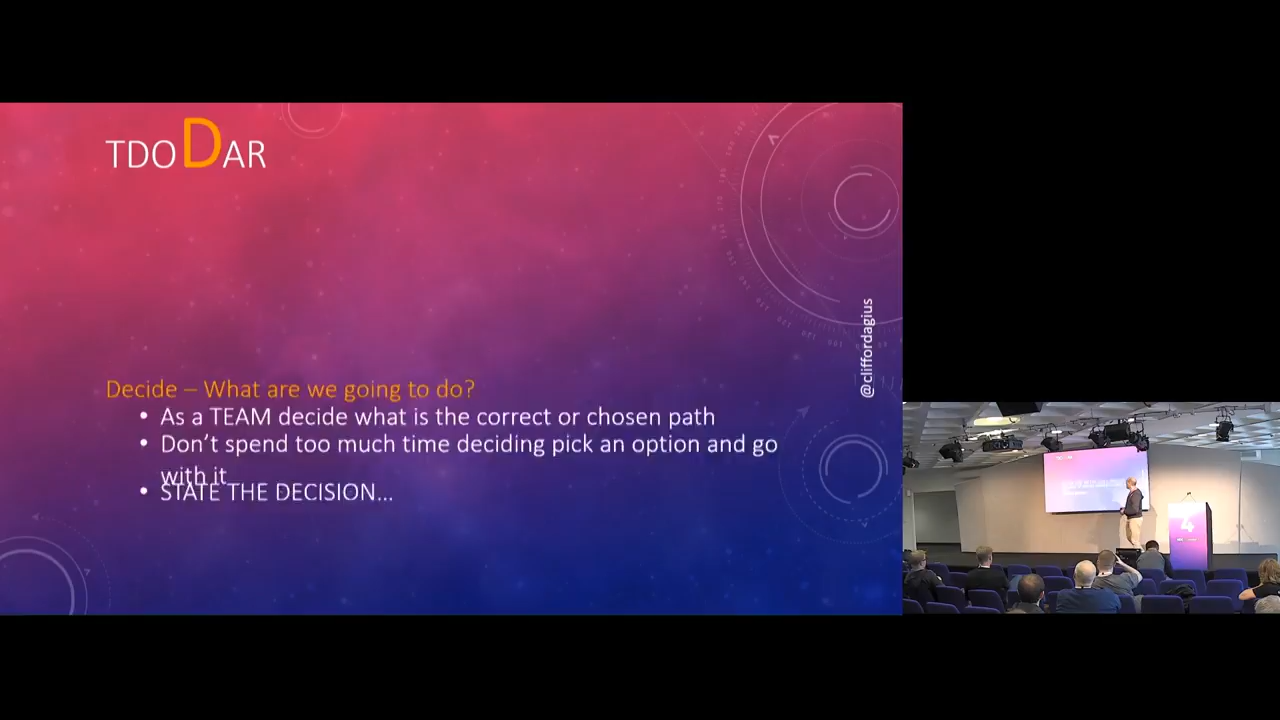 TDODAR
@cliffordagius
Decide – What are we going to do?
• As a TEAM decide what is the correct or chosen path
• Don’t spend too much time deciding pick an option and go
with it
• STATE THE DECISION…
4